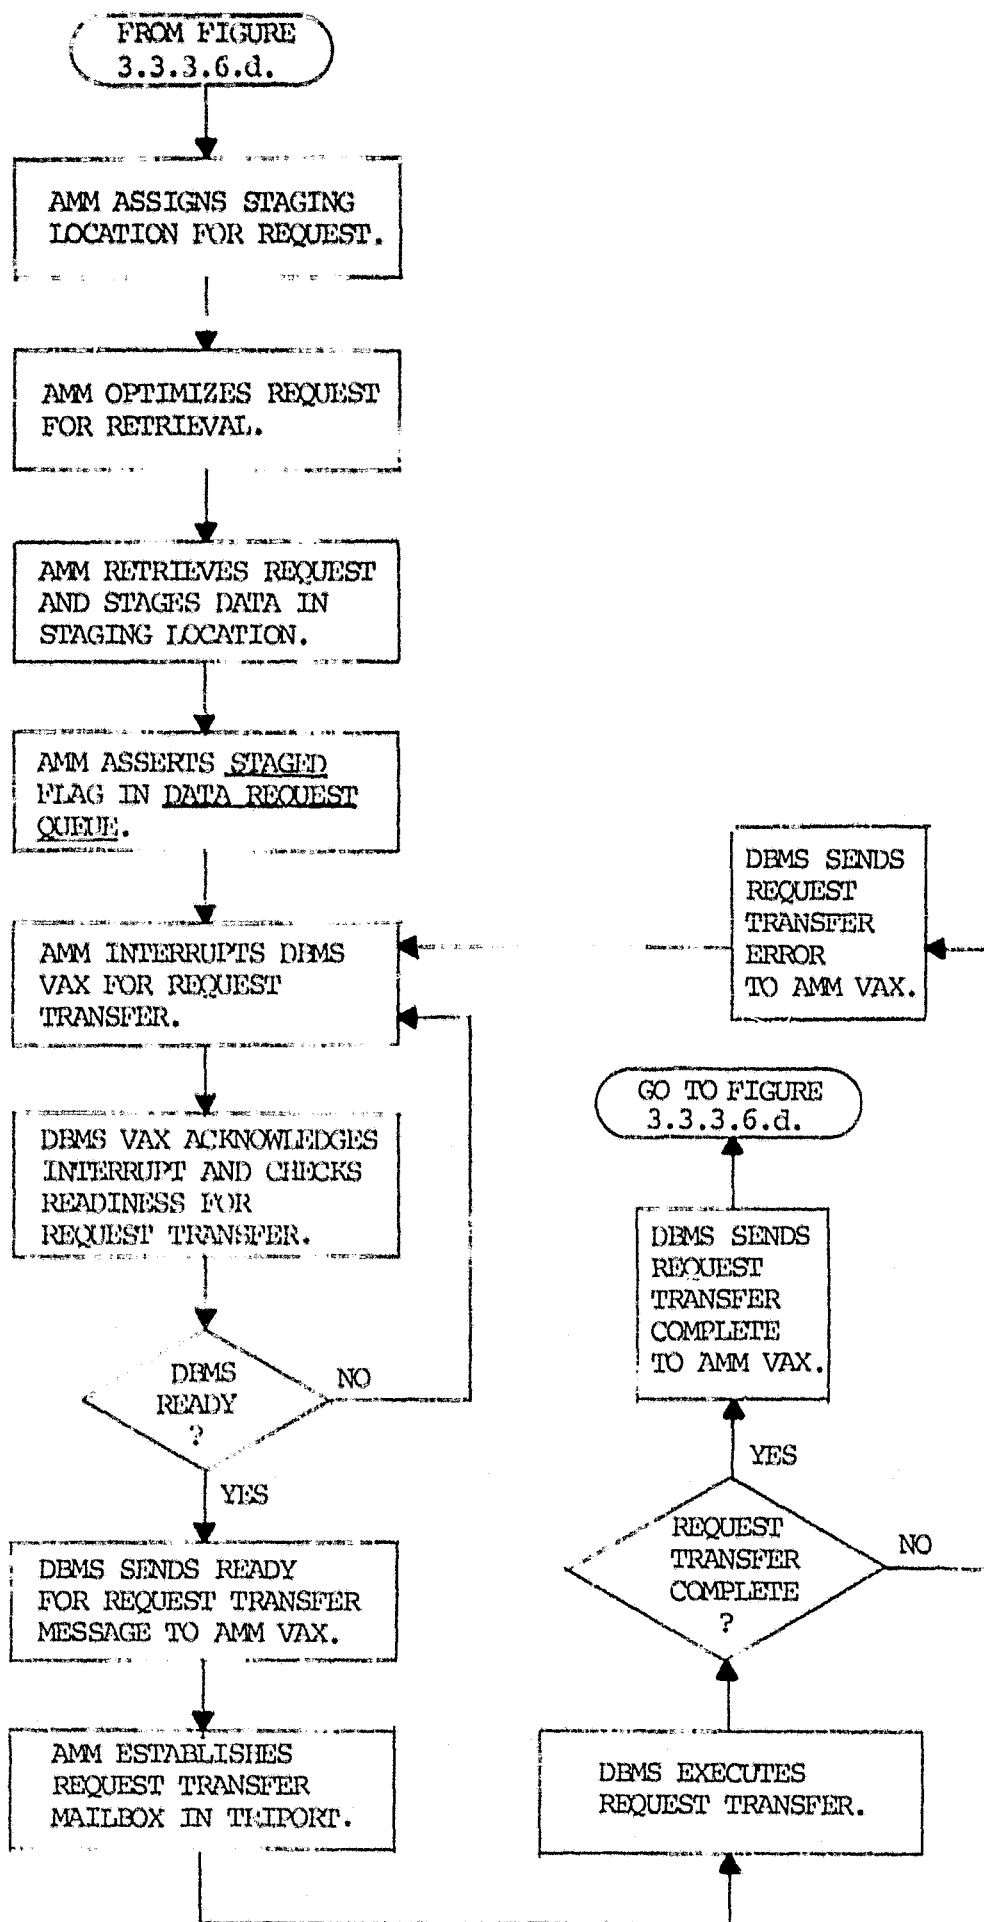 FROM FIGURE
3.3.3.6.d.
AMM ASSIGNS STAGING
LOCATION FOR REQUEST.
AMM OPTIMIZES REQUEST
FOR RETRIEVAL.
AMM RETRIEVES REQUEST
AND STAGES DATA IN
STAGING LOCATION.
AMM ASSERTS STAGED
FLAG IN DATA REQUEST
QUEUE.
AMM INTERRUPTS DBMS
VAX FOR REQUEST
TRANSFER.
DBMS VAX ACKNOWLEDGES
INTERRUPT AND CHECKS
READINESS FOR
REQUEST TRANSFER.
DBMS
READY
?
NO
YES
DBMS SENDS READY
FOR REQUEST TRANSFER
MESSAGE TO AMM VAX.
AMM ESTABLISHES
REQUEST TRANSFER
MAILBOX IN TRIPORT.
DBMS EXECUTES
REQUEST TRANSFER.
REQUEST
TRANSFER
COMPLETE
?
NO
YES
DBMS SENDS
REQUEST
TRANSFER
COMPLETE
TO AMM VAX.
GO TO FIGURE
3.3.3.6.d.
DBMS SENDS
REQUEST
TRANSFER
ERROR
TO AMM VAX.